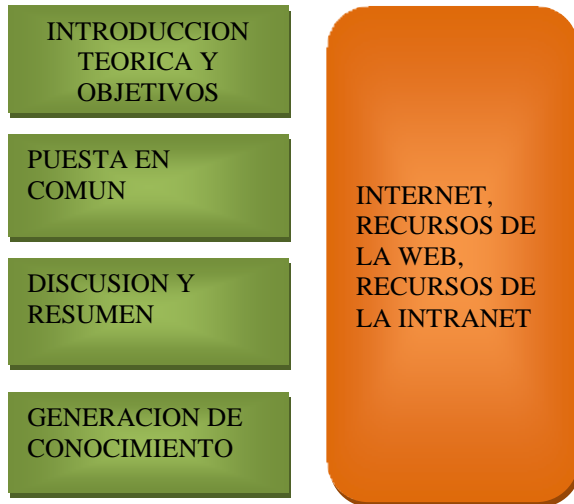 INTRODUCCION
TEORICA Y
OBJETIVOS
PUESTA EN
COMUN
DISCUSION Y
RESUMEN
GENERACION DE
CONOCIMIENTO
INTERNET,
RECURSOS DE
LA WEB,
RECURSOS DE
LA INTRANET